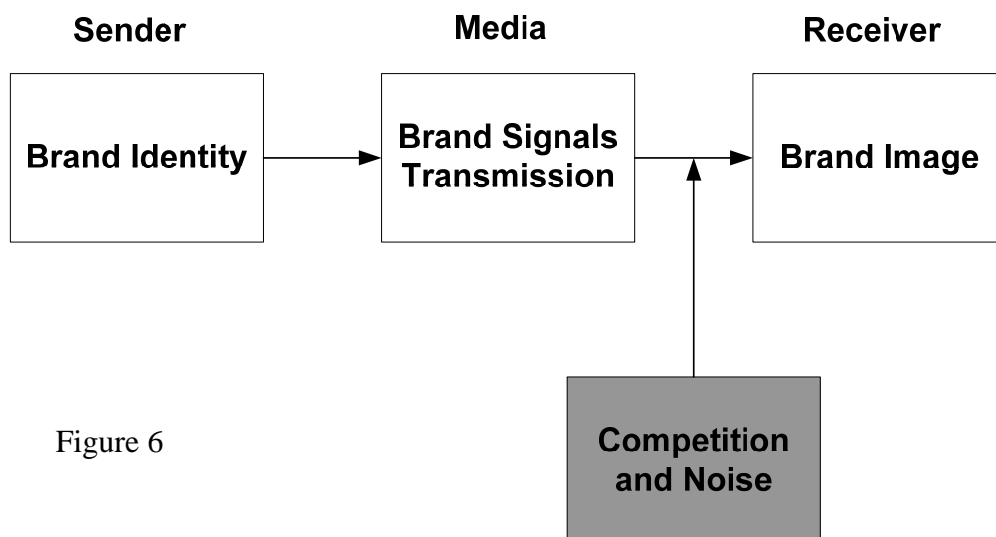 Sender
Media
Receiver
Brand Identity
Brand Signals
Transmission
Brand Image
Competition
and Noise
Figure 6